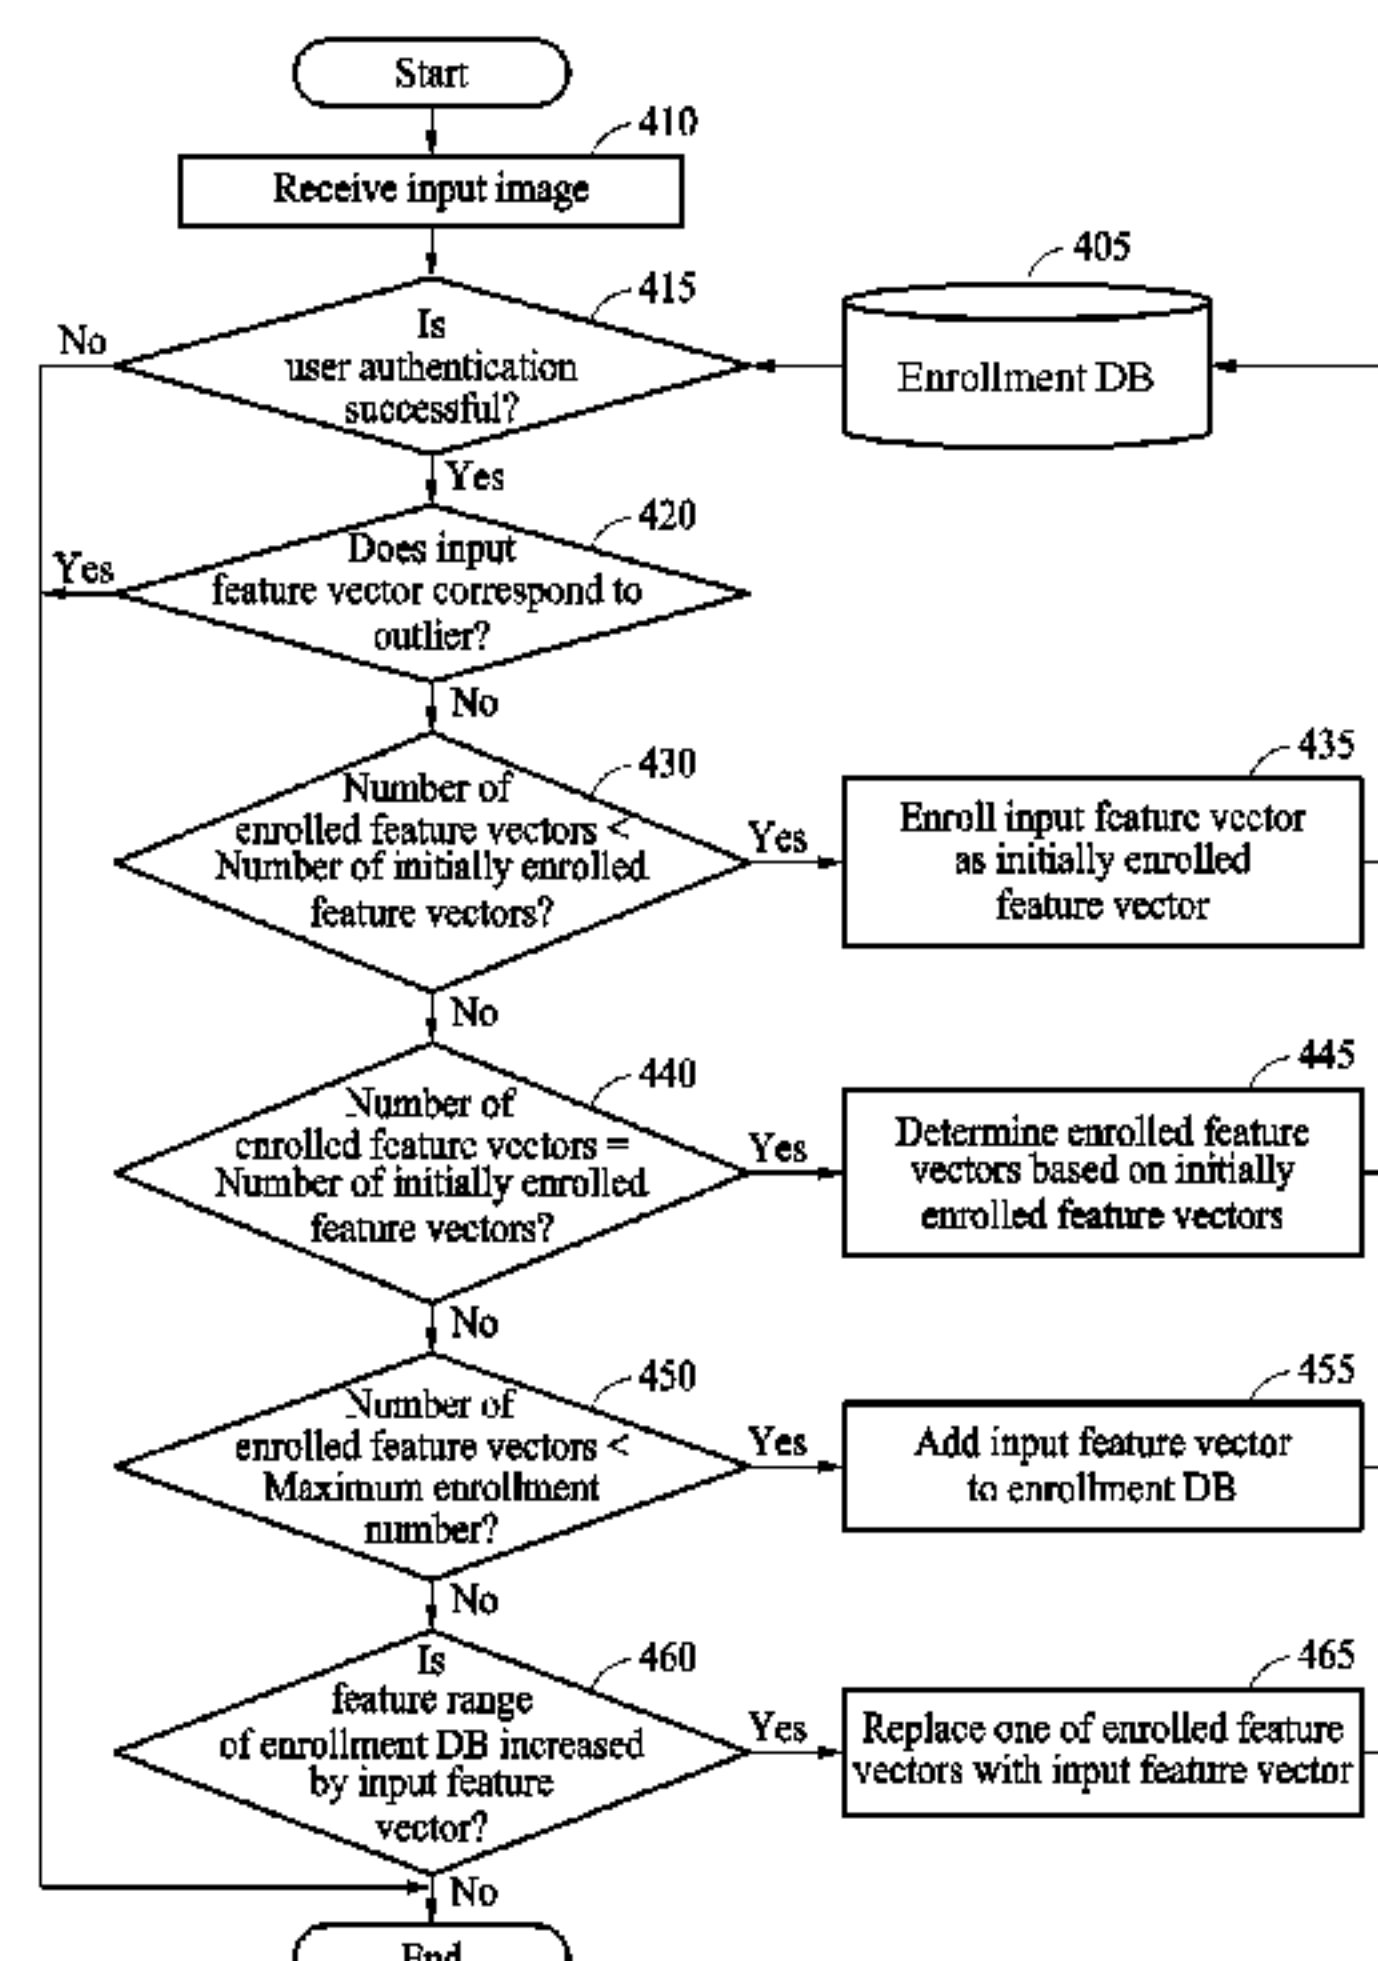 Start
410
Receive input image
405
415
No
Is
user authentication
successful?
Enrollment DB
Yes
420
Does input
feature vector correspond to
outlier?
Yes
No
430
Number of
enrolled feature vectors <
Number of initially enrolled
feature vectors?
Yes
435
Enroll input feature vector
as initially enrolled
feature vector
No
440
Number of
enrolled feature vectors =
Number of initially enrolled
feature vectors?
Yes
445
Determine enrolled feature
vectors based on initially
enrolled feature vectors
No
450
Number of
enrolled feature vectors <
Maximum enrollment
number?
Yes
455
Add input feature vector
to enrollment DB
No
460
Is
feature range
of enrollment DB increased
by input feature
vector?
Yes
465
Replace one of enrolled feature
vectors with input feature vector
No
End